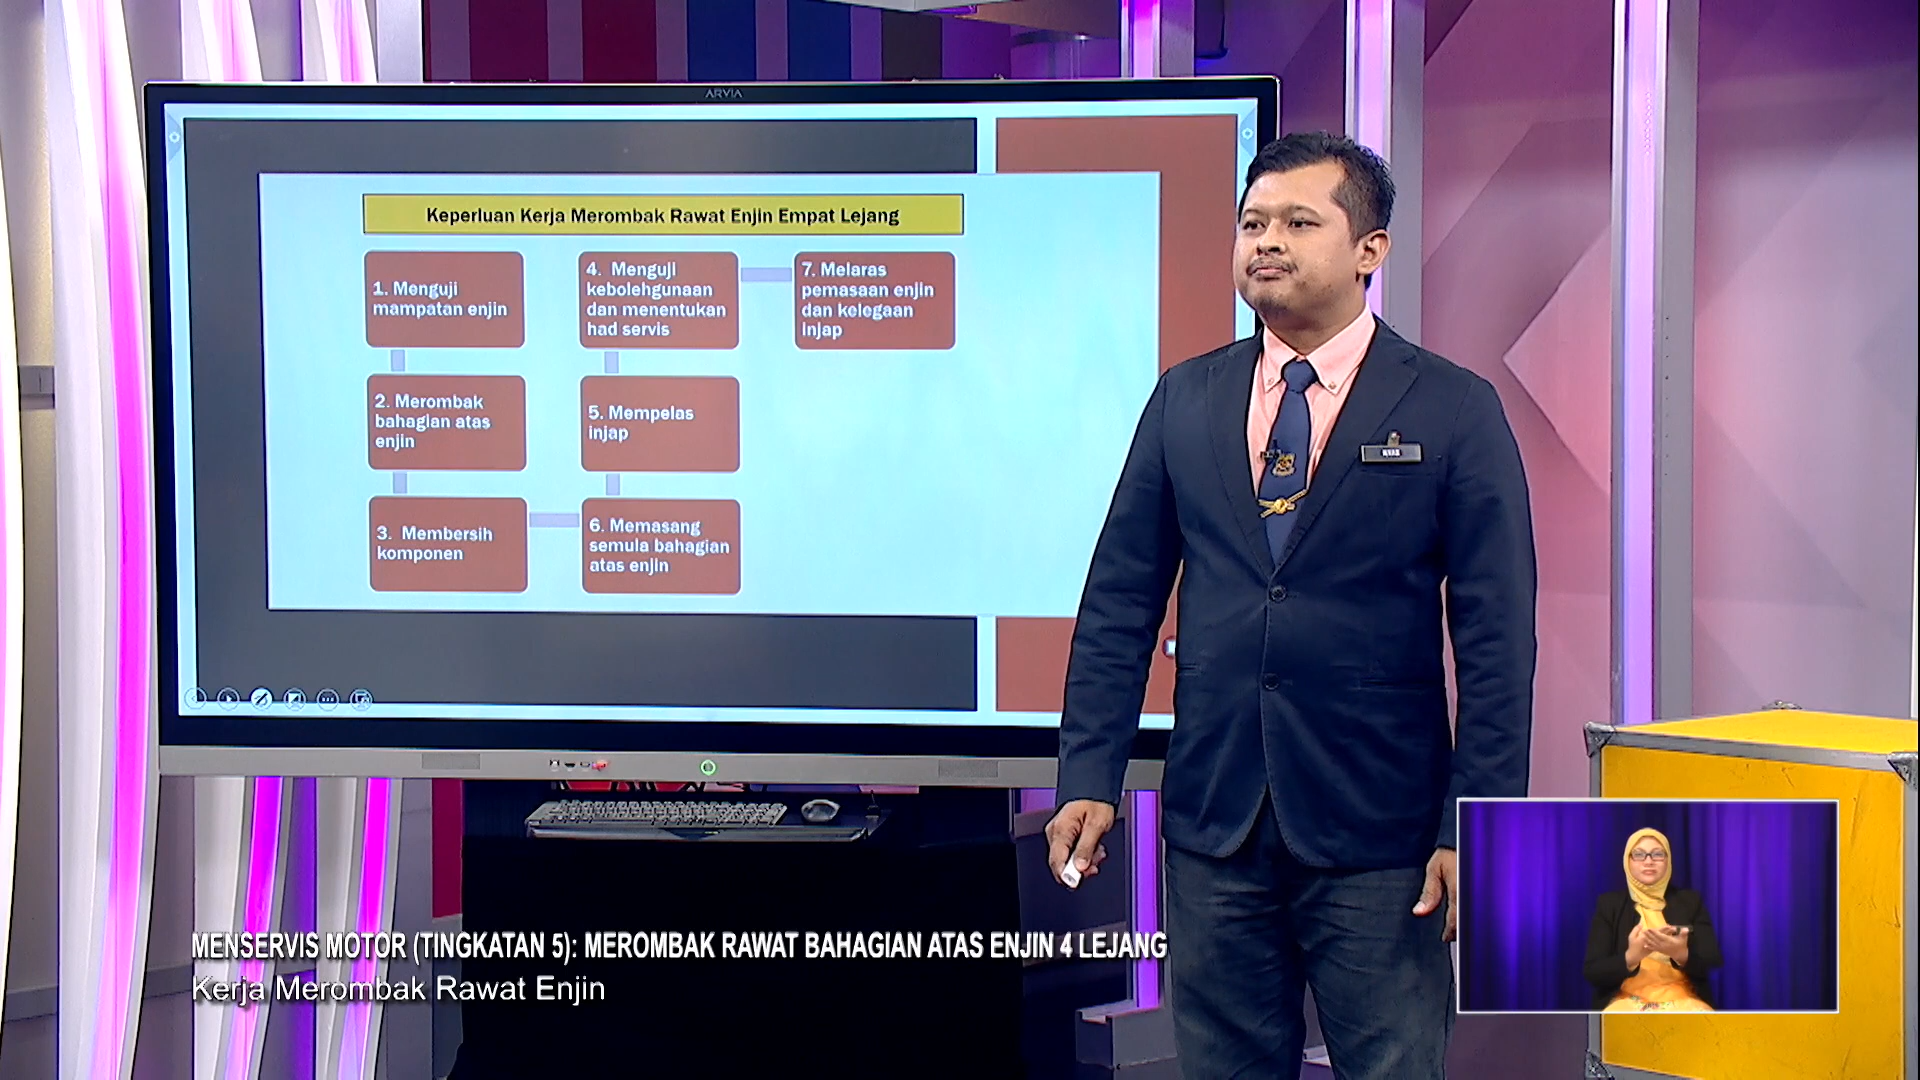 ARVIA
Keperluan Kerja Merombak Rawat Enjin Empat Lejang
1. Menguji
mampatan enjin
2. Merombak
bahagian atas
enjin
3. Membersih
komponen
4. Menguji
kebolehgunaan
dan menentukan
had servis
5. Mempelas
injap
6. Memasang
semula bahagian
atas enjin
7. Melaras
pemasaan enjin
dan kelegaan
injap
MENSERVIS MOTOR (TINGKATAN 5): MEROMBAK RAWAT BAHAGIAN ATAS ENJIN 4 LEJANG
Kerja Merombak Rawat Enjin